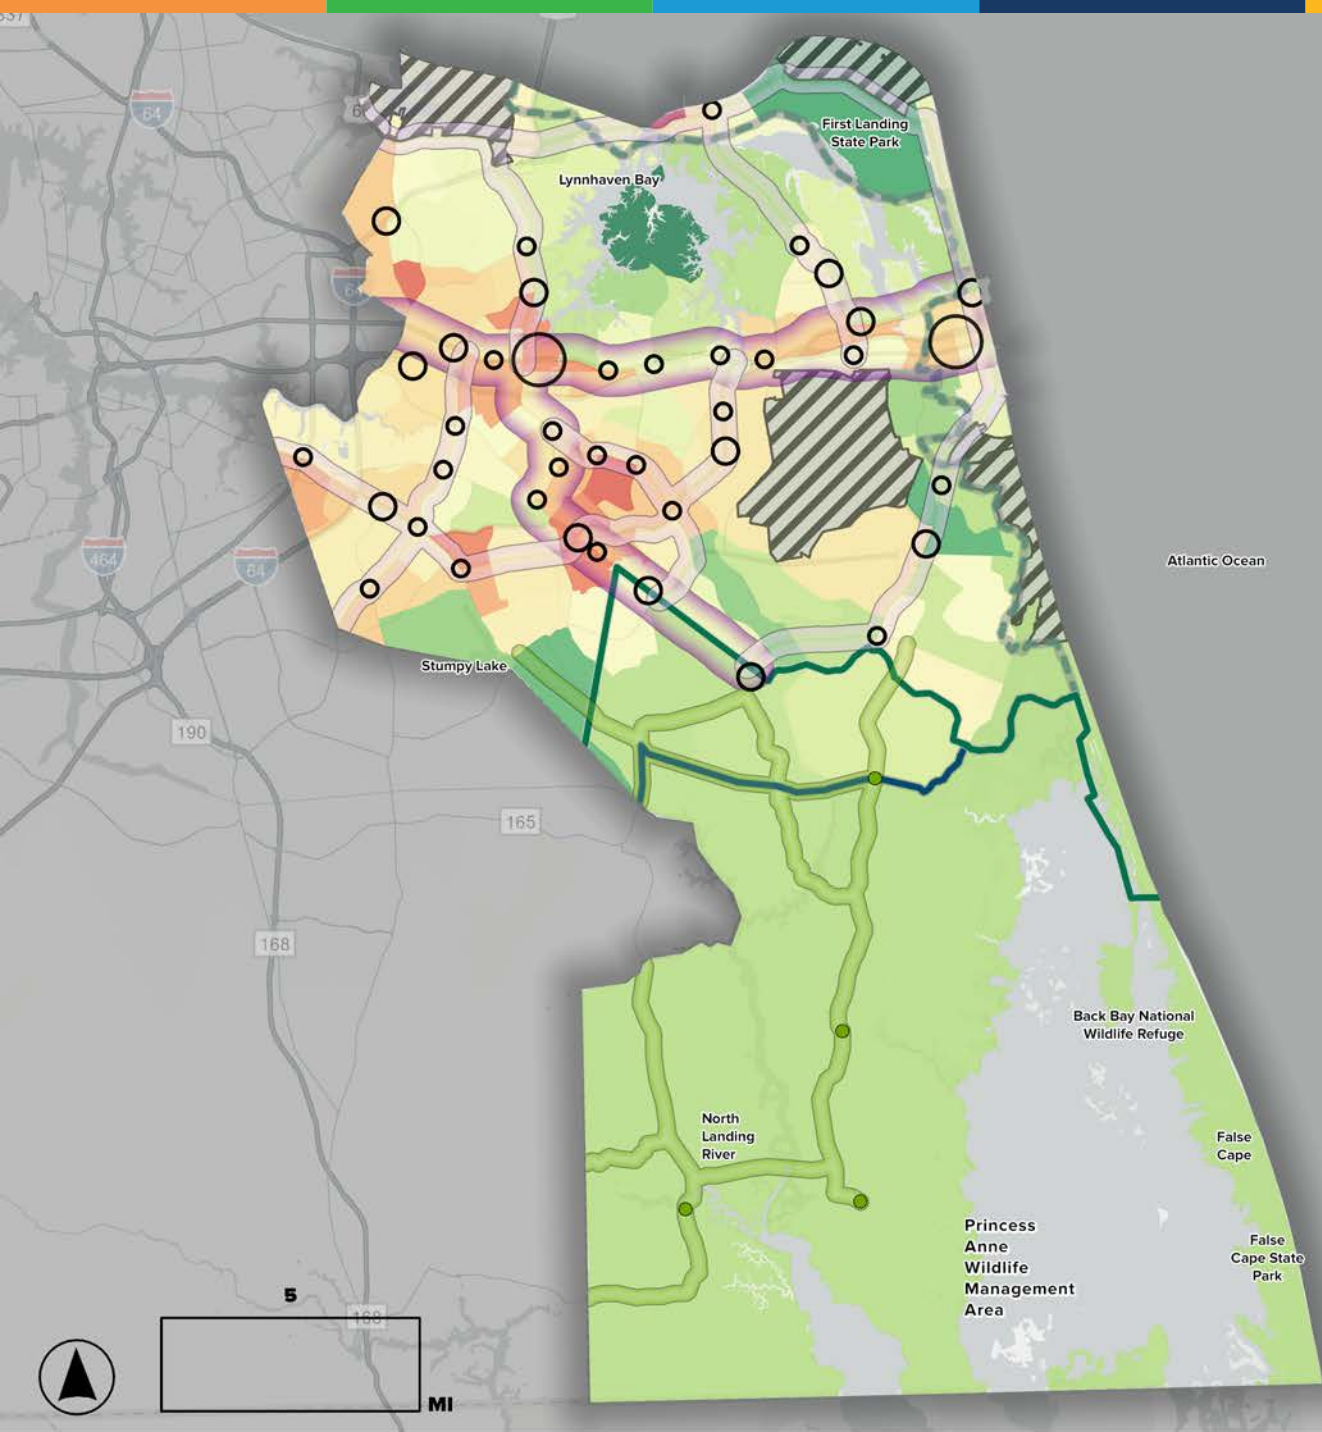 337
64
First Landing
State Park
Lynnhaven Bay
64
464
64
Atlantic Ocean
Stumpy Lake
190
165
168
Back Bay National
Wildlife Refuge
North
Landing
River
False
Cape
Princess
Anne
Wildlife
Management
Area
False
Cape State
Park
5
168
MI